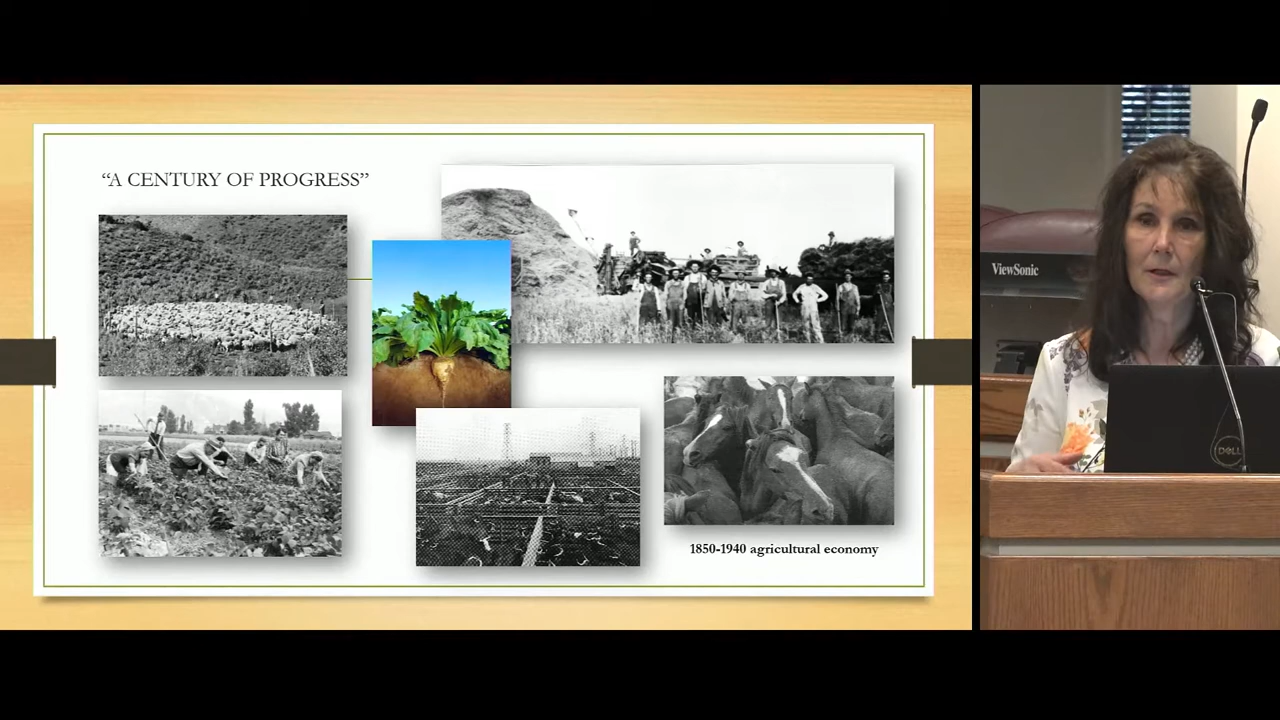 “A CENTURY OF PROGRESS”
1850-1940 agricultural economy
ViewSonic
DELL